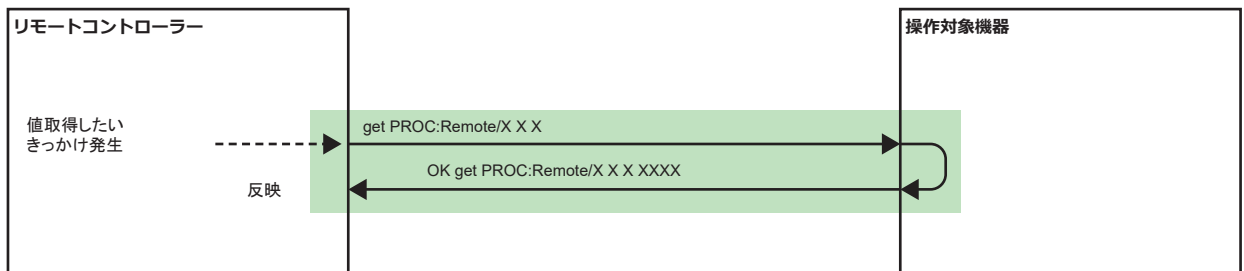 リモートコントローラー
操作対象機器
値取得したい
きっかけ発生
get PROC:Remote/X X X
OK get PROC:Remote/X X X XXXX
反映